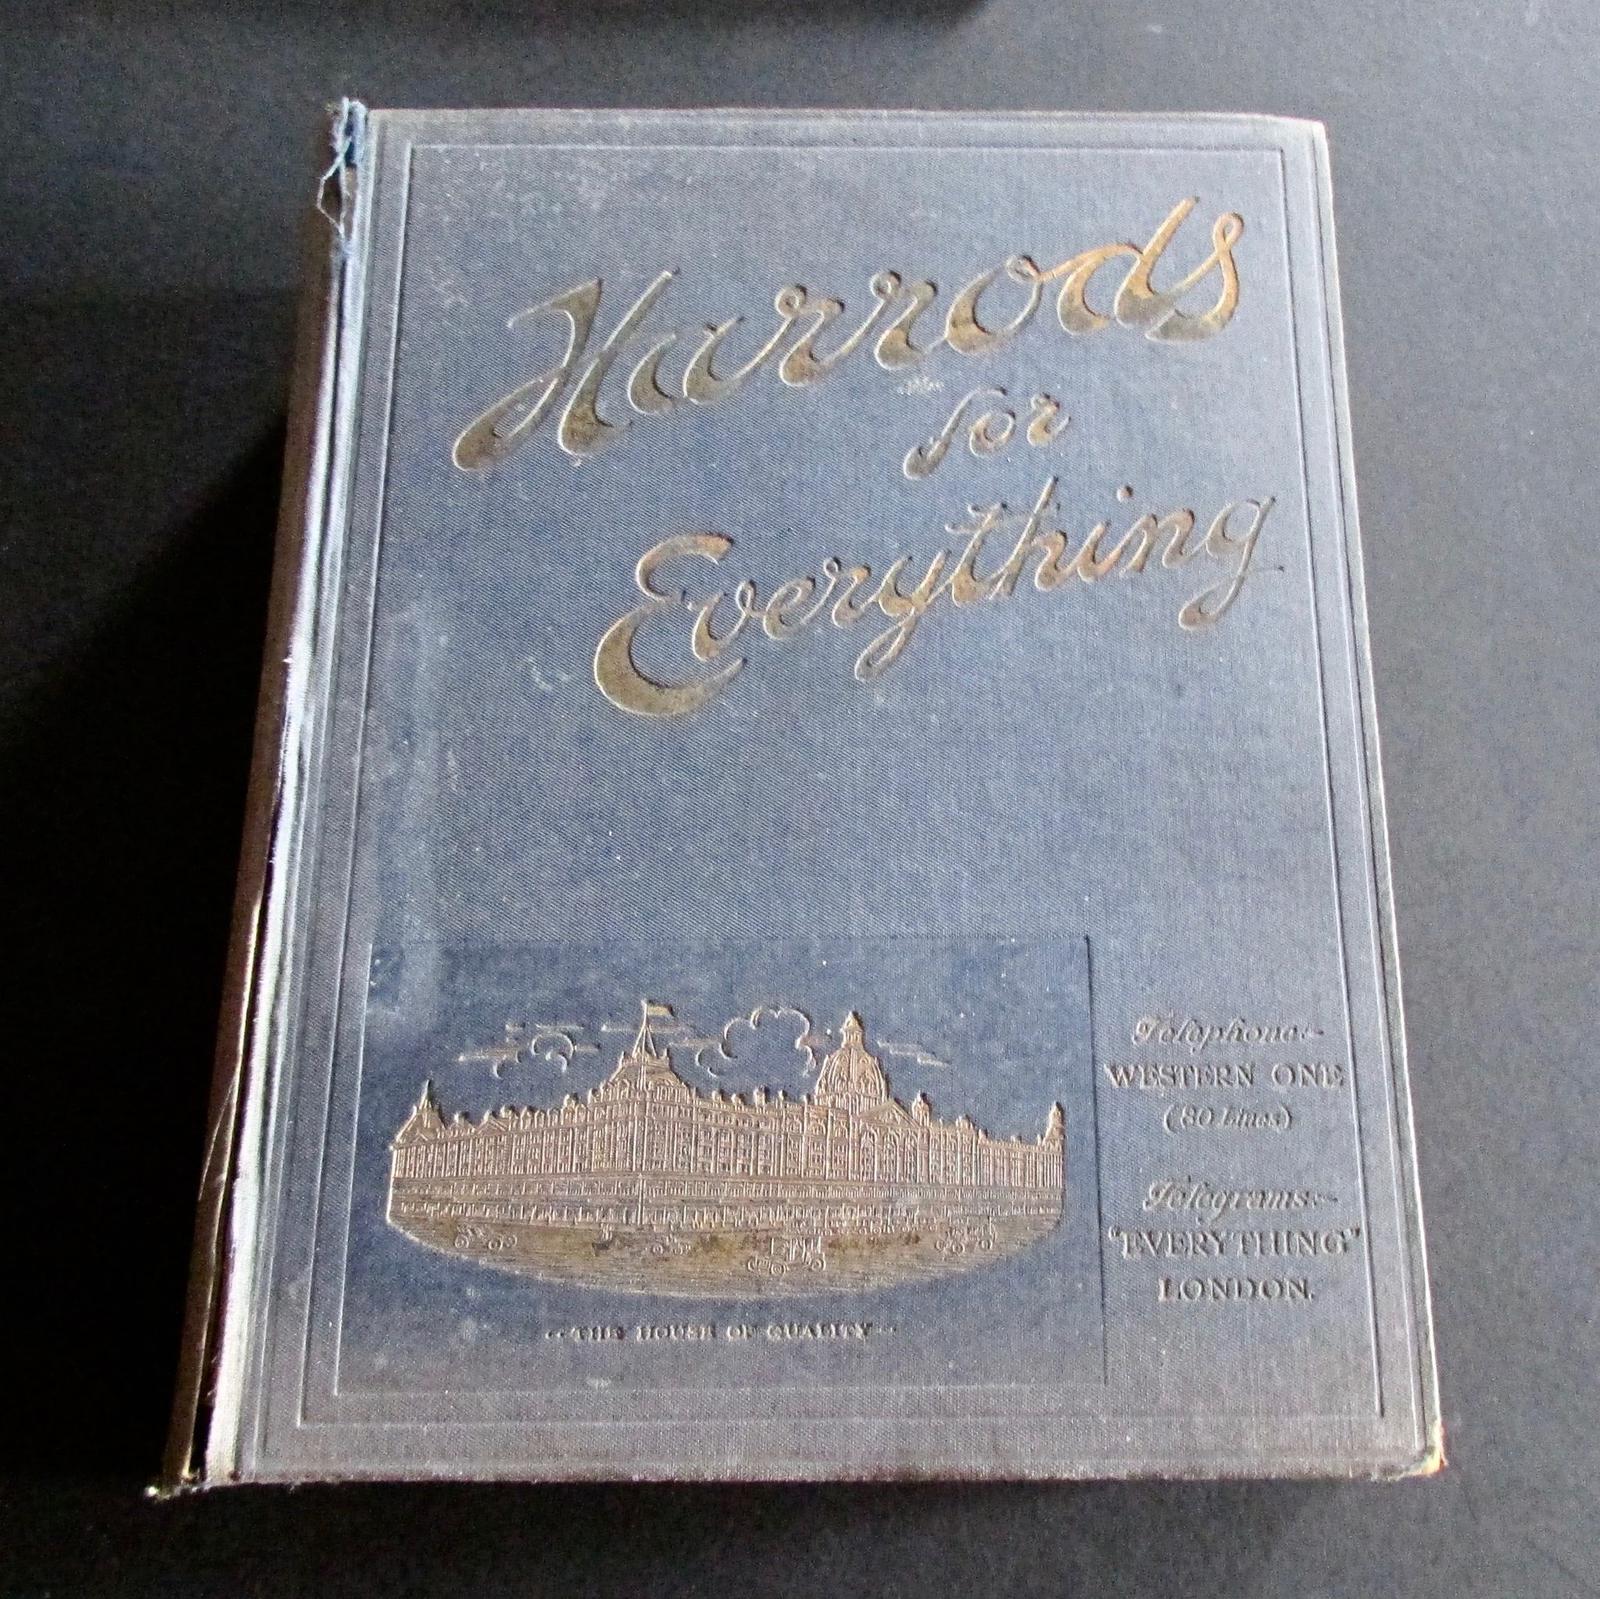 Harrods
for
Everything
Telephone:-
WESTERN ONE
(80 Lines)
Telegrams:-
"EVERYTHING"
LONDON.
··THE HOUSE OF QUALITY··